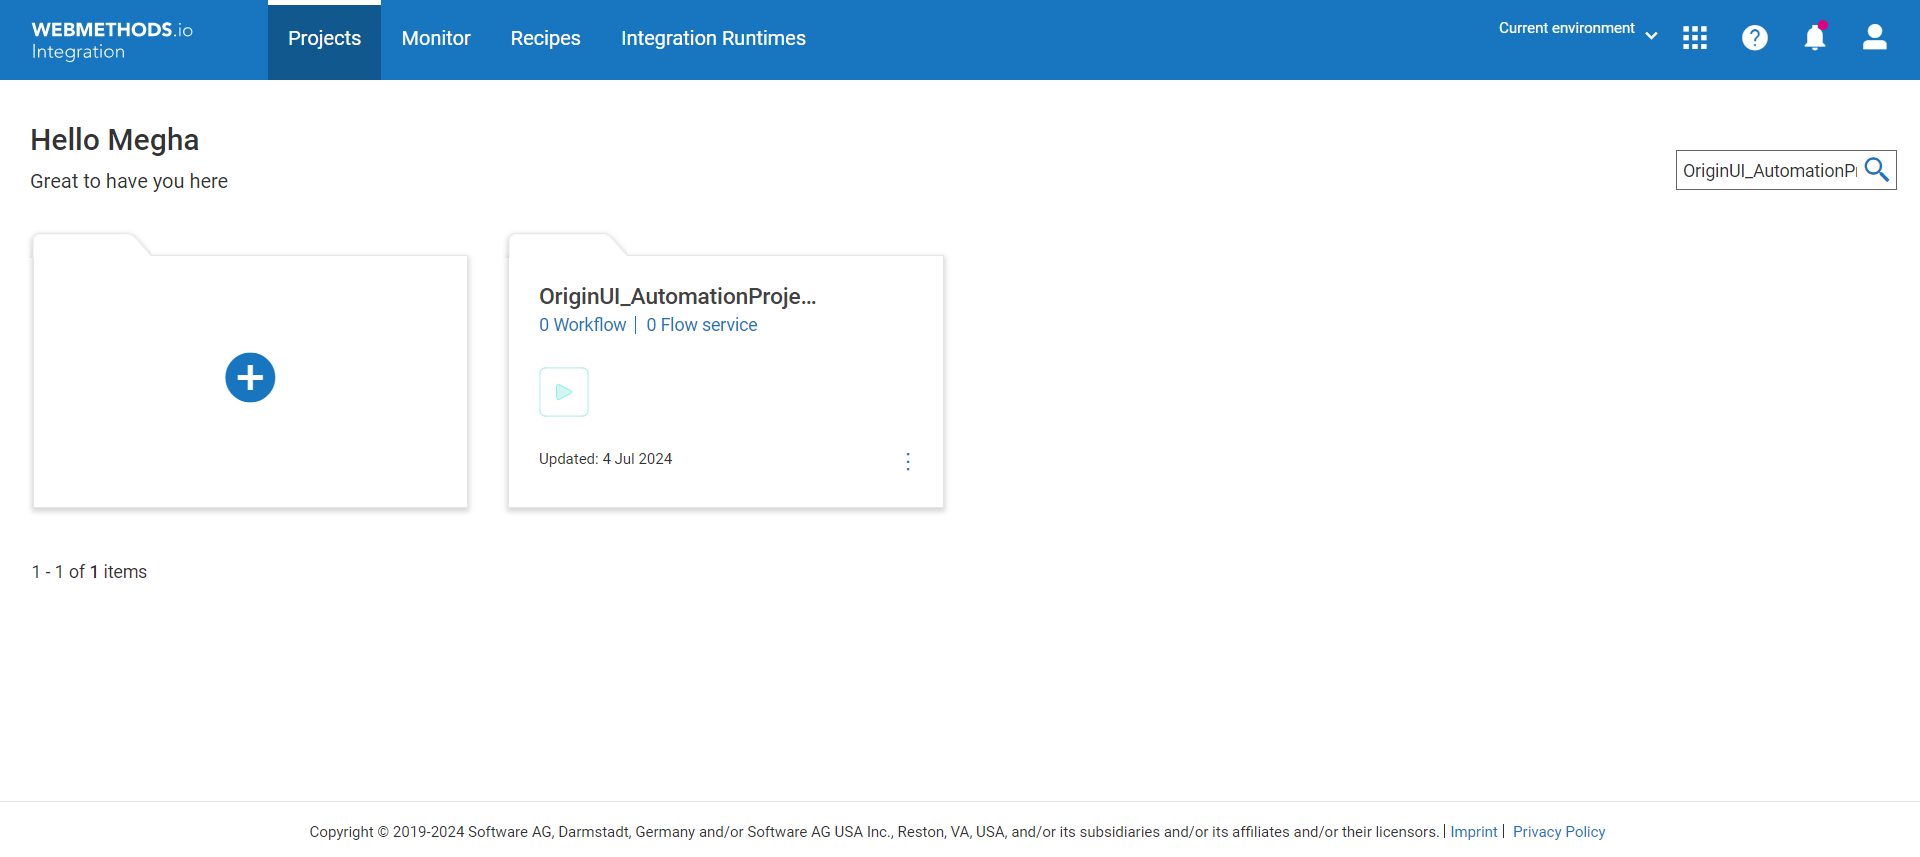 WEBMETHODS.io
Integration
Projects
Monitor
Recipes
Integration Runtimes
Current environment
Hello Megha
Great to have you here
OriginUI_AutomationPr
OriginUI_AutomationProje...
0 Workflow | 0 Flow service
Updated: 4 Jul 2024
1 - 1 of 1 items
Copyright © 2019-2024 Software AG, Darmstadt, Germany and/or Software AG USA Inc., Reston, VA, USA, and/or its subsidiaries and/or its affiliates and/or their licensors. | Imprint | Privacy Policy